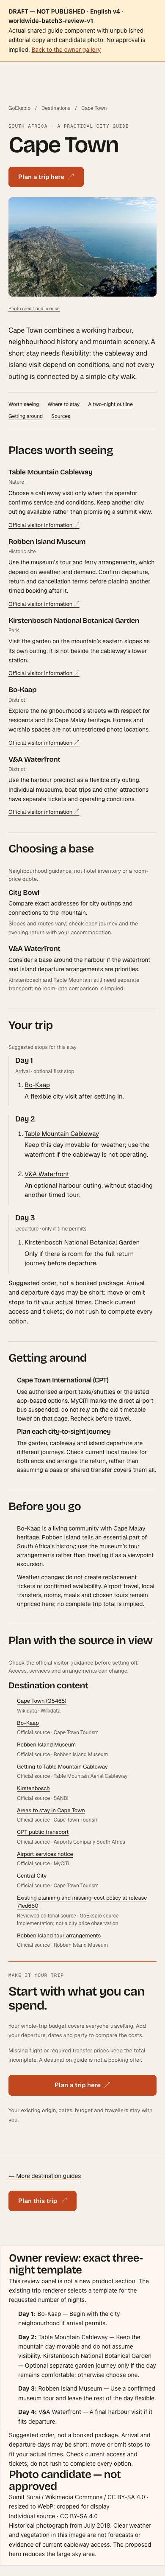 DRAFT — NOT PUBLISHED · English v4 ·
worldwide-batch3-review-v1
Actual shared guide component with unpublished
editorial copy and candidate photo. No approval is
implied. Back to the owner gallery
GoEkspio / Destinations / Cape Town
SOUTH AFRICA · A PRACTICAL CITY GUIDE
Cape Town
Plan a trip here ↗
Photo credit and licence
Cape Town combines a working harbour,
neighbourhood history and mountain scenery. A
short stay needs flexibility: the cableway and
island visit depend on conditions, and not every
outing is connected by a simple city walk.
Worth seeing Where to stay A two-night outline
Getting around Sources
Places worth seeing
Table Mountain Cableway
Nature
Choose a cableway visit only when the operator
confirms service and conditions. Keep another city
outing available rather than promising a summit view.
Official visitor information ↗
Robben Island Museum
Historic site
Use the museum's tour and ferry arrangements, which
depend on weather and demand. Confirm departure,
return and cancellation terms before placing another
timed booking after it.
Official visitor information ↗
Kirstenbosch National Botanical Garden
Park
Visit the garden on the mountain's eastern slopes as
its own outing. It is not beside the cableway's lower
station.
Official visitor information ↗
Bo-Kaap
District
Explore the neighbourhood's streets with respect for
residents and its Cape Malay heritage. Homes and
worship spaces are not unrestricted photo locations.
Official visitor information ↗
V&A Waterfront
District
Use the harbour precinct as a flexible city outing.
Individual museums, boat trips and other attractions
have separate tickets and operating conditions.
Official visitor information ↗
Choosing a base
Neighbourhood guidance, not hotel inventory or a room-
price quote.
City Bowl
Compare exact addresses for city outings and
connections to the mountain.
Slopes and routes vary; check each journey and the
evening return with your accommodation.
V&A Waterfront
Consider a base around the harbour if the waterfront
and island departure arrangements are priorities.
Kirstenbosch and Table Mountain still need separate
transport; no room-rate comparison is implied.
Your trip
Suggested stops for this stay
Day 1
Arrival · optional first stop
1. Bo-Kaap
A flexible city visit after settling in.
Day 2
1. Table Mountain Cableway
Keep this day movable for weather; use the
waterfront if the cableway is not operating.
2. V&A Waterfront
An optional harbour outing, without stacking
another timed tour.
Day 3
Departure · only if time permits
1. Kirstenbosch National Botanical Garden
Only if there is room for the full return
journey before departure.
Suggested order, not a booked package. Arrival
and departure days may be short: move or omit
stops to fit your actual times. Check current
access and tickets; do not rush to complete every
option.
Getting around
Cape Town International (CPT)
Use authorised airport taxis/shuttles or the listed
app-based options. MyCiTi marks the direct airport
bus suspended: do not rely on the old timetable
lower on that page. Recheck before travel.
Plan each city-to-sight journey
The garden, cableway and island departure are
different journeys. Check current local routes for
both ends and arrange the return, rather than
assuming a pass or shared transfer covers them all.
Before you go
Bo-Kaap is a living community with Cape Malay
heritage. Robben Island tells an essential part of
South Africa's history; use the museum's tour
arrangements rather than treating it as a viewpoint
excursion.
Weather changes do not create replacement
tickets or confirmed availability. Airport travel, local
transfers, rooms, meals and chosen tours remain
unpriced here; no complete trip total is implied.
Plan with the source in view
Check the official visitor guidance before setting off.
Access, services and arrangements can change.
Destination content
Cape Town (Q5465)
Wikidata · Wikidata
Bo-Kaap
Official source · Cape Town Tourism
Robben Island Museum
Official source · Robben Island Museum
Getting to Table Mountain Cableway
Official source · Table Mountain Aerial Cableway
Kirstenbosch
Official source · SANBI
Areas to stay in Cape Town
Official source · Cape Town Tourism
CPT public transport
Official source · Airports Company South Africa
Airport services notice
Official source · MyCiTi
Central City
Official source · Cape Town Tourism
Existing planning and missing-cost policy at release
71ed660
Reviewed editorial source · GoEkspio source
implementation; not a city price observation
Robben Island tour arrangements
Official source · Robben Island Museum
MAKE IT YOUR TRIP
Start with what you can
spend.
Your whole-trip budget covers everyone travelling. Add
your departure, dates and party to compare the costs.
Missing flight or required transfer prices keep the total
incomplete. A destination guide is not a booking offer.
Plan a trip here ↗
Your existing origin, dates, budget and travellers stay with
you.
← More destination guides
Plan this trip ↗
Owner review: exact three-
night template
This review panel is not a new product section. The
existing trip renderer selects a template for the
requested number of nights.
Day 1: Bo-Kaap — Begin with the city
neighbourhood if arrival permits.
Day 2: Table Mountain Cableway — Keep the
mountain day movable and do not assume
visibility. Kirstenbosch National Botanical Garden
— Optional separate garden journey only if the day
remains comfortable; otherwise choose one.
Day 3: Robben Island Museum — Use a confirmed
museum tour and leave the rest of the day flexible.
Day 4: V&A Waterfront — A final harbour visit if it
fits departure.
Suggested order, not a booked package. Arrival and
departure days may be short: move or omit stops to
fit your actual times. Check current access and
tickets; do not rush to complete every option.
Photo candidate — not
approved
Sumit Surai / Wikimedia Commons / CC BY-SA 4.0 ·
resized to WebP; cropped for display
Individual source · CC BY-SA 4.0
Historical photograph from July 2018. Clear weather
and vegetation in this image are not forecasts or
evidence of current cableway access. The proposed
hero reduces the large sky area.